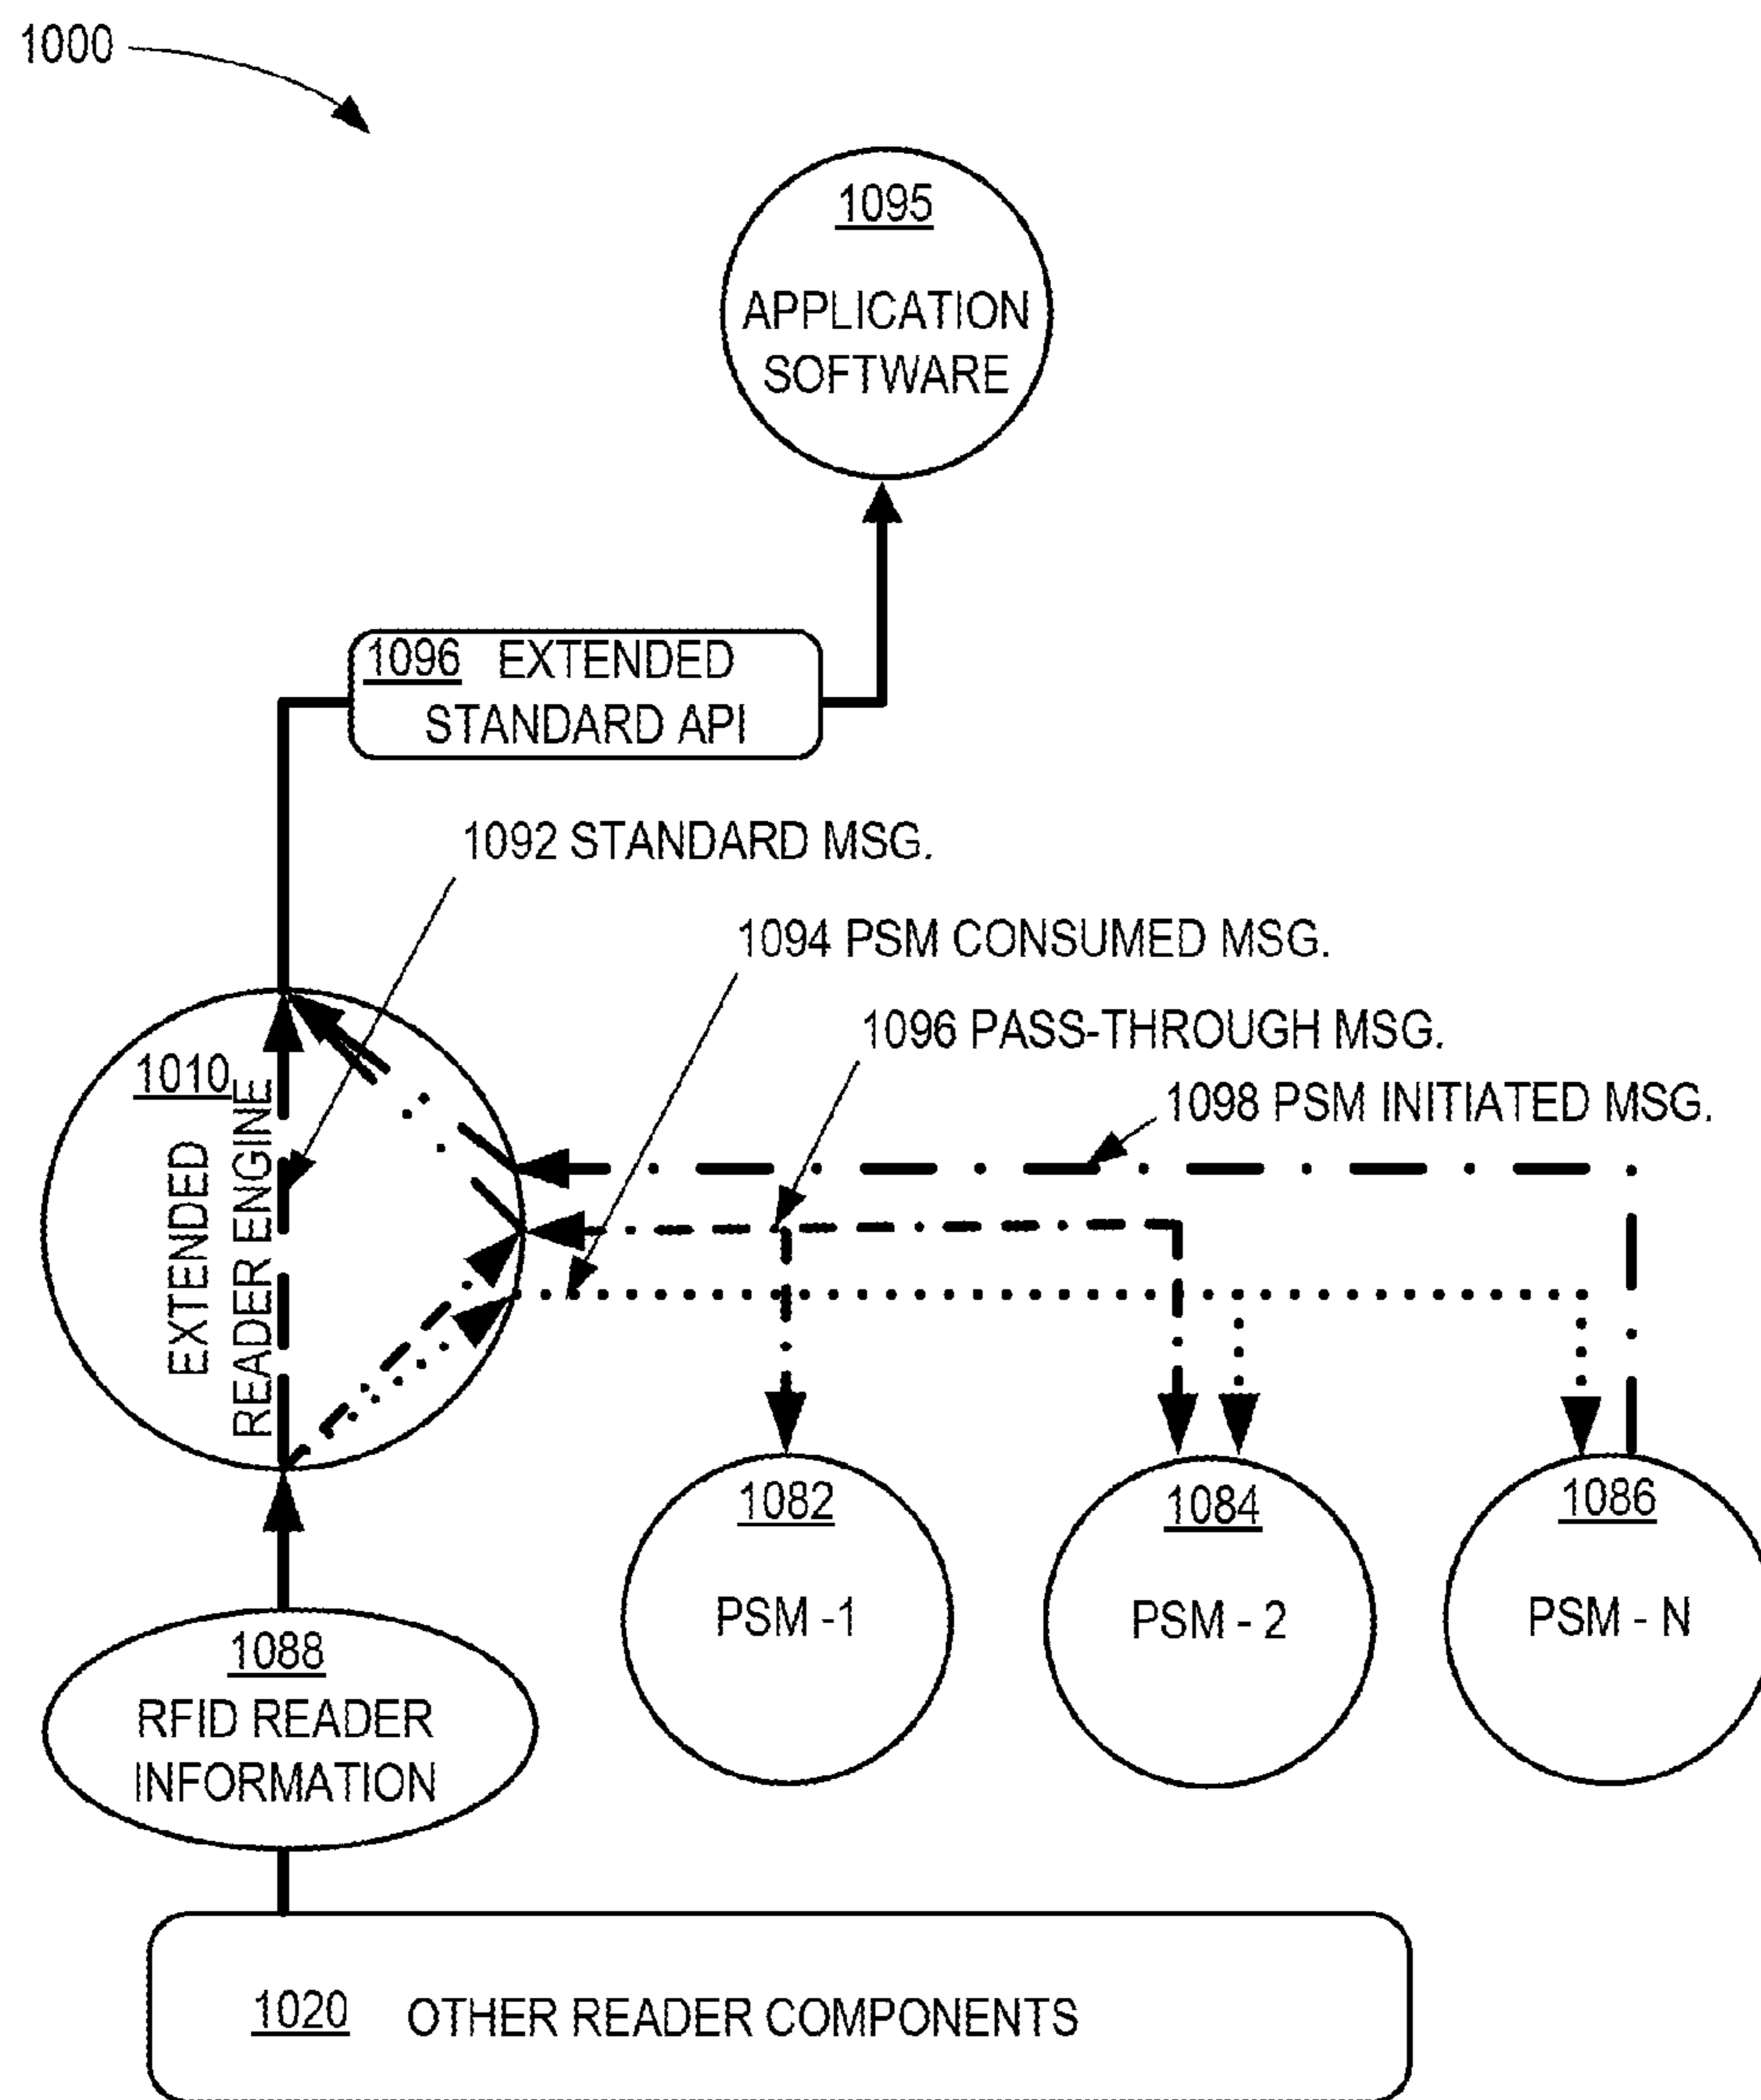 1000
1095
APPLICATION
SOFTWARE
1096 EXTENDED
STANDARD API
1092 STANDARD MSG.
1094 PSM CONSUMED MSG.
1096 PASS-THROUGH MSG.
1098 PSM INITIATED MSG.
1010
EXTENDED
READER ENGINE
1082
PSM -1
1084
PSM - 2
1086
PSM - N
1088
RFID READER
INFORMATION
1020 OTHER READER COMPONENTS